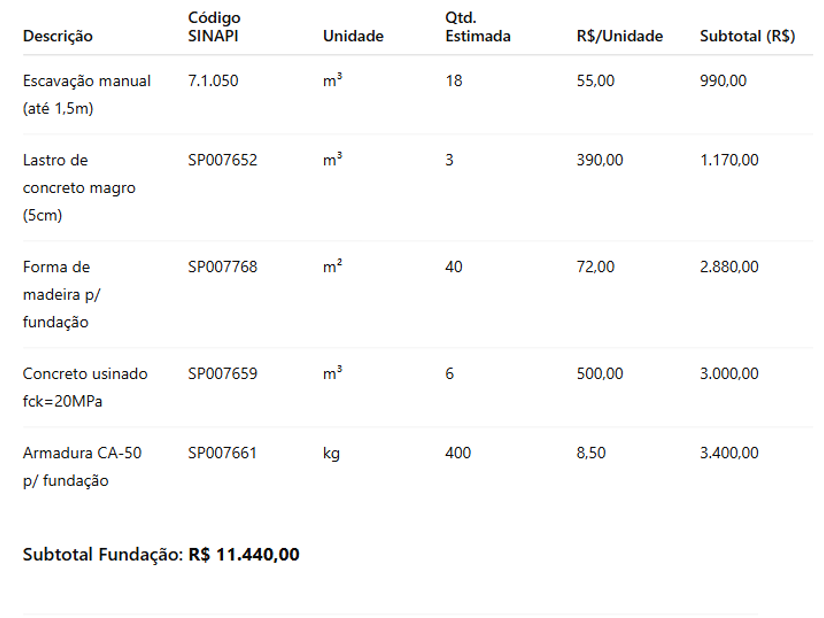 Descrição Código SINAPI Unidade Qtd. Estimada R$/Unidade Subtotal (R$)
Escavação manual 7.1.050 m³ 18 55,00 990,00
(até 1,5m)
Lastro de SP007652 m³ 3 390,00 1.170,00
concreto magro
(5cm)
Forma de SP007768 m² 40 72,00 2.880,00
madeira p/
fundação
Concreto usinado SP007659 m³ 6 500,00 3.000,00
fck=20MPa
Armadura CA-50 SP007661 kg 400 8,50 3.400,00
p/ fundação
Subtotal Fundação: R$ 11.440,00